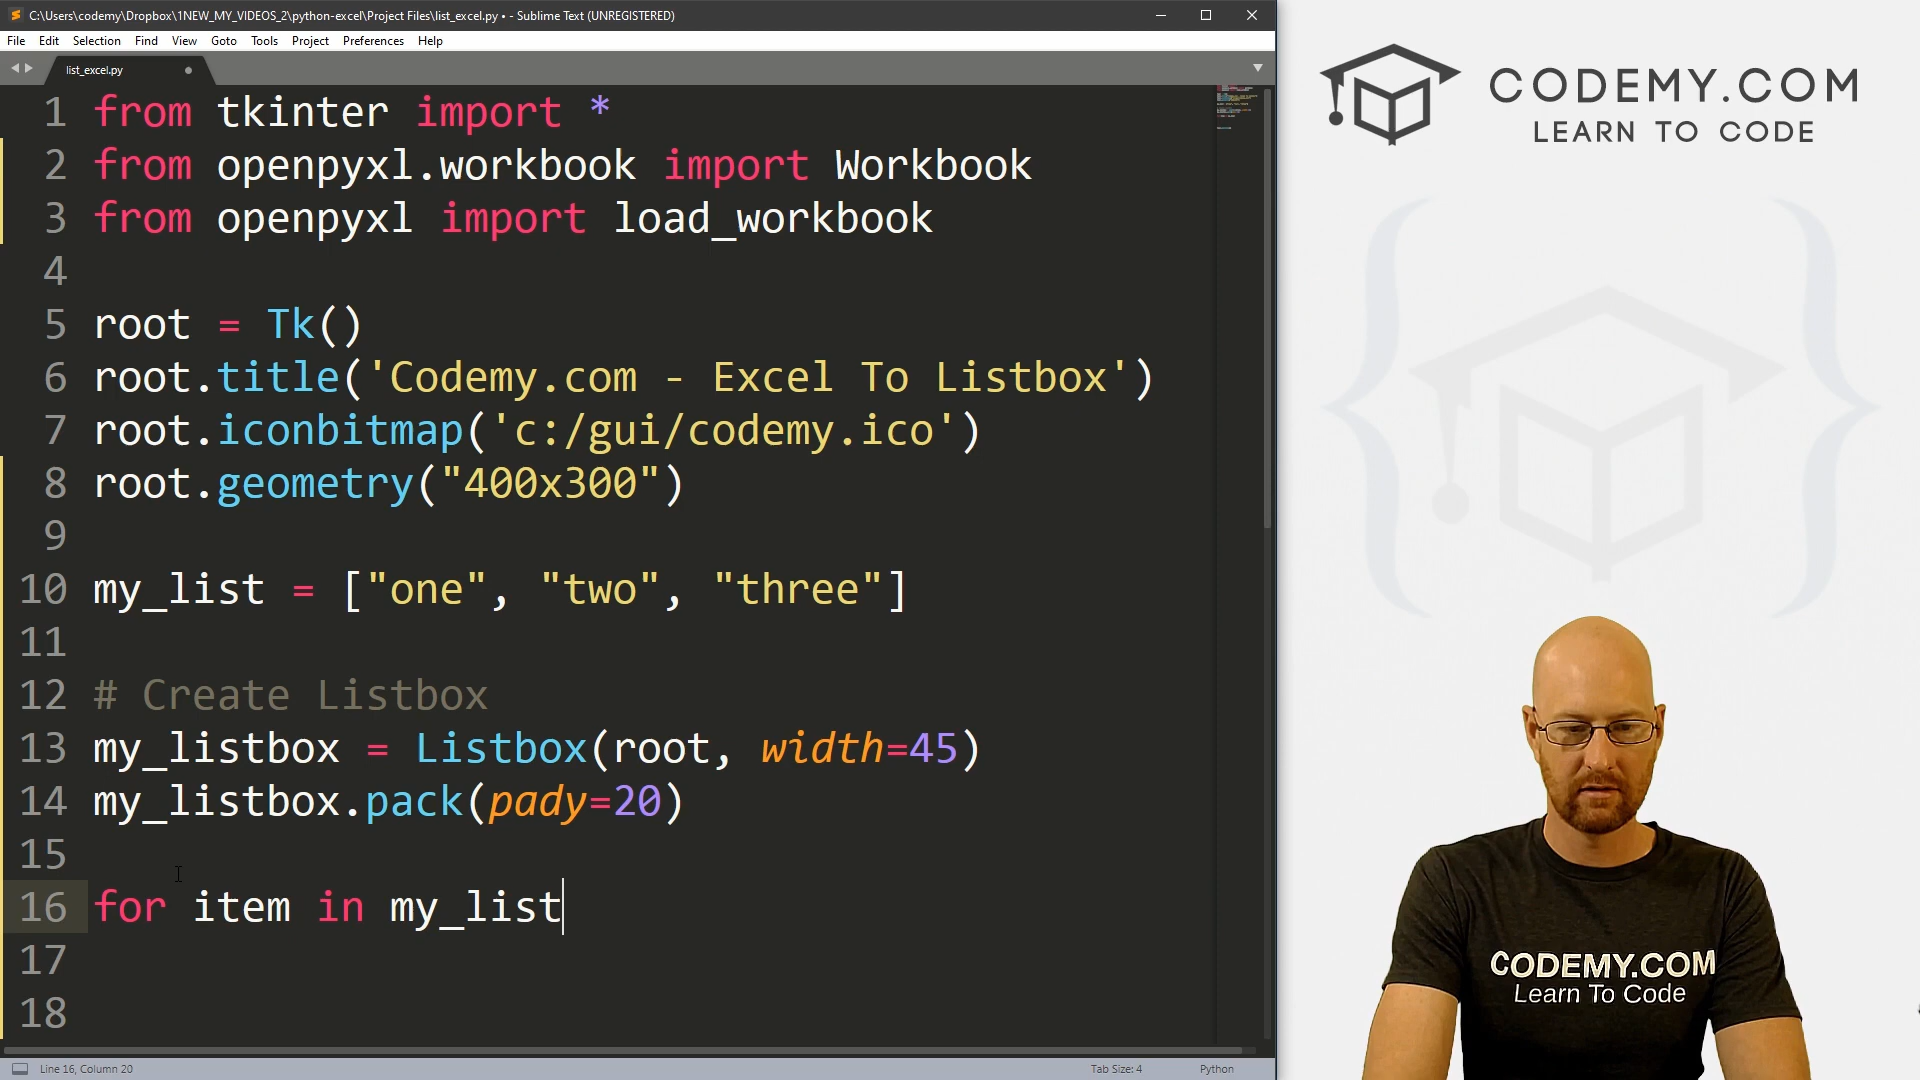 C:\Users\codemy\Dropbox\1NEW_MY_VIDEOS_2\python-excel\Project Files\list_excel.py • - Sublime Text (UNREGISTERED)
File Edit Selection Find View Goto Tools Project Preferences Help
list_excel.py
1 from tkinter import *
2 from openpyxl.workbook import Workbook
3 from openpyxl import load_workbook
4
5 root = Tk()
6 root.title('Codemy.com - Excel To Listbox')
7 root.iconbitmap('c:/gui/codemy.ico')
8 root.geometry("400x300")
9
10 my_list = ["one", "two", "three"]
11
12 # Create Listbox
13 my_listbox = Listbox(root, width=45)
14 my_listbox.pack(pady=20)
15
16 for item in my_list
17
18
Line 16, Column 20
Tab Size: 4
Python
CODEMY.COM
LEARN TO CODE
CODEMY.COM
Learn To Code